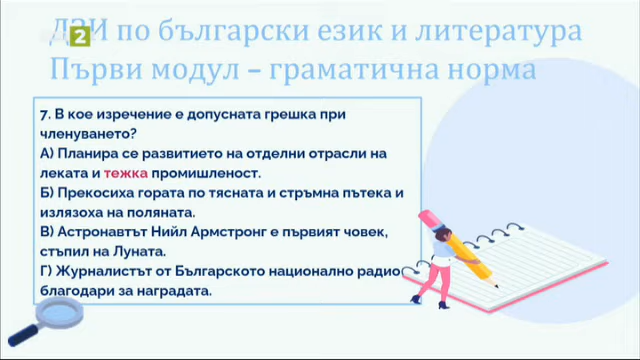 ДЗИ по български език и литература
2
Първи модул – граматична норма
7. В кое изречение е допусната грешка при
членуването?
А) Планира се развитието на отделни отрасли на
леката и тежка промишленост.
Б) Прекосиха гората по тясната и стръмна пътека и
излязоха на поляната.
В) Астронавтът Нийл Армстронг е първият човек,
стъпил на Луната.
Г) Журналистът от Българското национално радио
благодари за наградата.